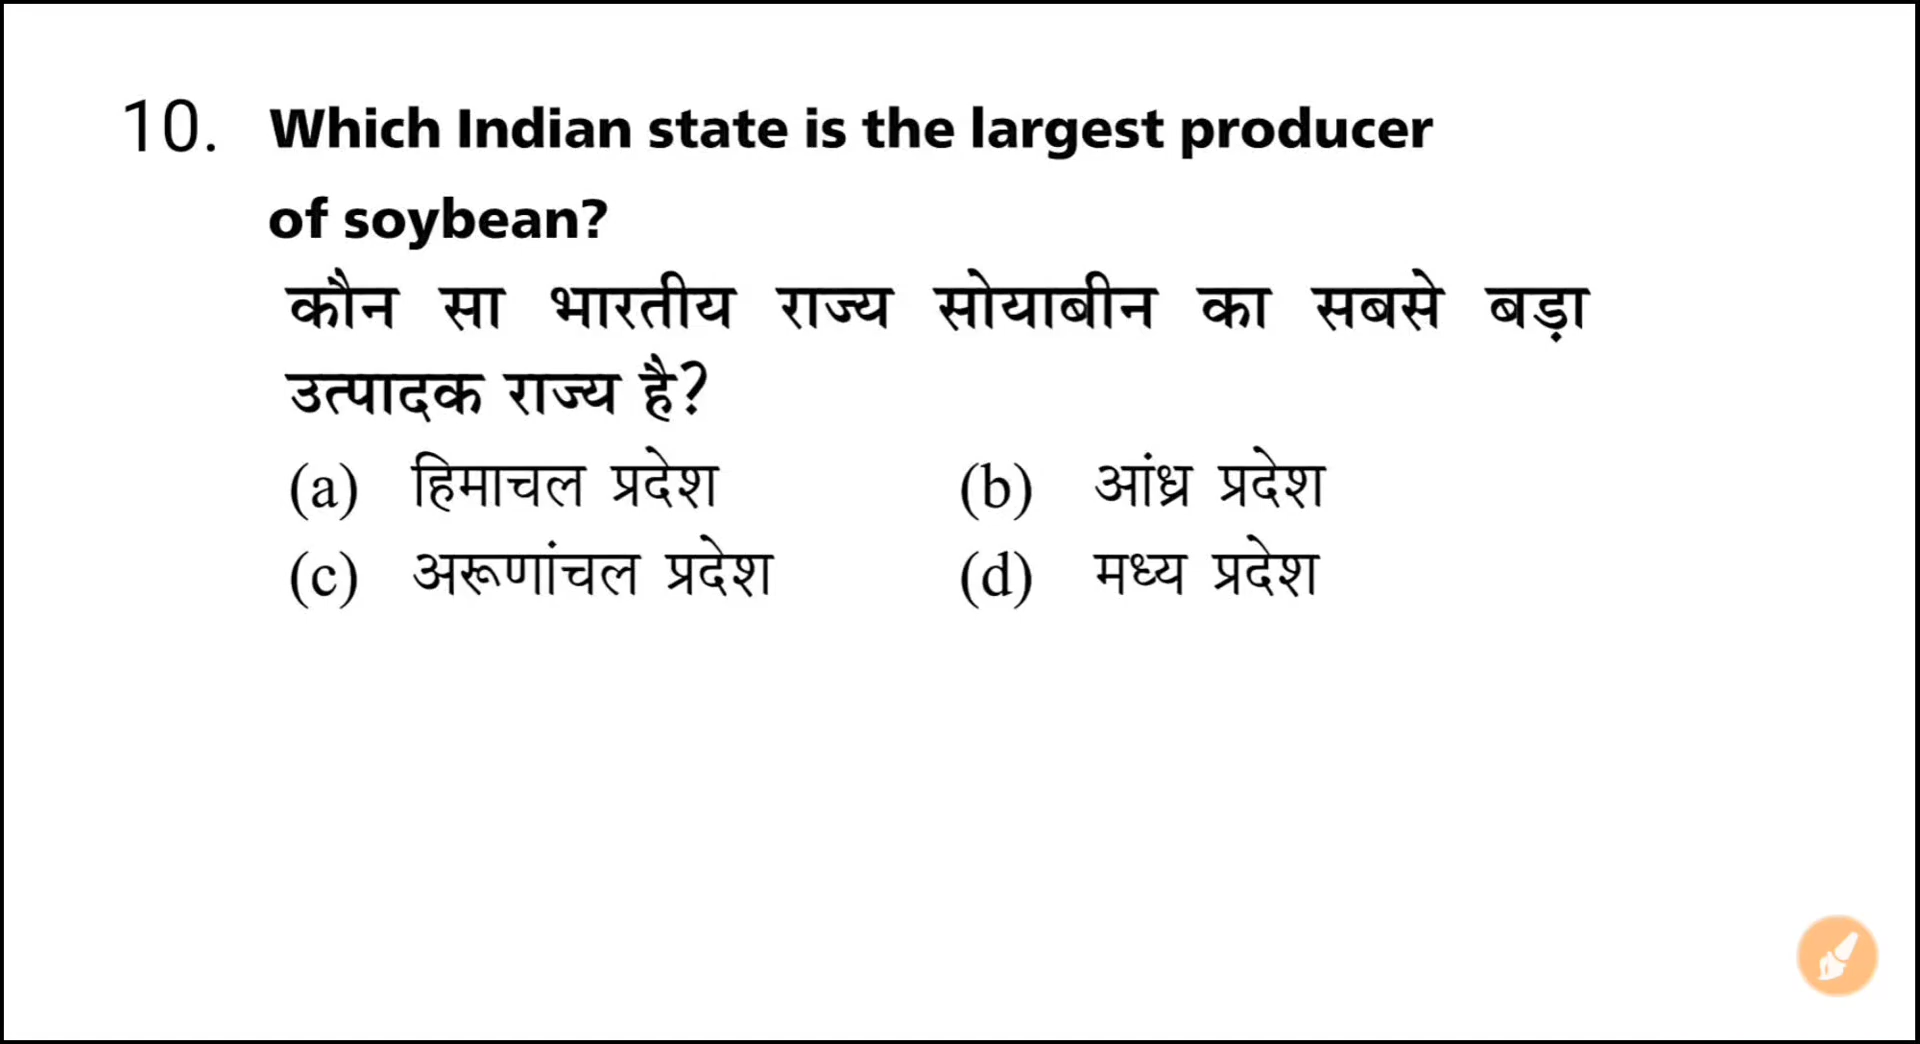 10. Which Indian state is the largest producer
of soybean?
कौन सा भारतीय राज्य सोयाबीन का सबसे बड़ा
उत्पादक राज्य है?
(a) हिमाचल प्रदेश (b) आंध्र प्रदेश
(c) अरूणांचल प्रदेश (d) मध्य प्रदेश